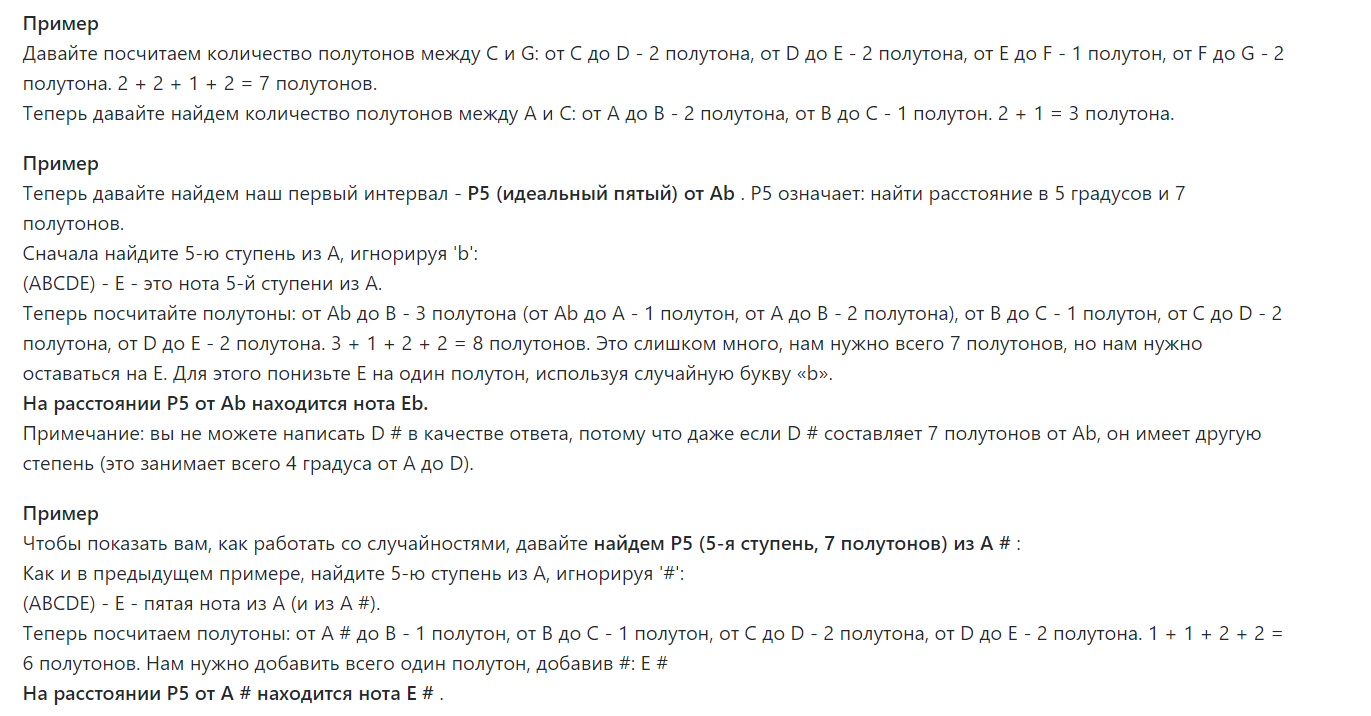 Пример
Давайте посчитаем количество полутонов между C и G: от C до D - 2 полутона, от D до E - 2 полутона, от E до F - 1 полутон, от F до G - 2
полутона. 2 + 2 + 1 + 2 = 7 полутонов.
Теперь давайте найдем количество полутонов между A и C: от A до B - 2 полутона, от B до C - 1 полутон. 2 + 1 = 3 полутона.
Пример
Теперь давайте найдем наш первый интервал - P5 (идеальный пятый) от Ab . P5 означает: найти расстояние в 5 градусов и 7
полутонов.
Сначала найдите 5-ю ступень из A, игнорируя 'b':
(ABCDE) - E - это нота 5-й ступени из A.
Теперь посчитайте полутоны: от Ab до B - 3 полутона (от Ab до A - 1 полутон, от A до B - 2 полутона), от B до C - 1 полутон, от C до D - 2
полутона, от D до E - 2 полутона. 3 + 1 + 2 + 2 = 8 полутонов. Это слишком много, нам нужно всего 7 полутонов, но нам нужно
оставаться на E. Для этого понизьте E на один полутон, используя случайную букву «b».
На расстоянии P5 от Ab находится нота Eb.
Примечание: вы не можете написать D # в качестве ответа, потому что даже если D # составляет 7 полутонов от Ab, он имеет другую
степень (это занимает всего 4 градуса от A до D).
Пример
Чтобы показать вам, как работать со случайностями, давайте найдем P5 (5-я ступень, 7 полутонов) из A # :
Как и в предыдущем примере, найдите 5-ю ступень из A, игнорируя '#':
(ABCDE) - E - пятая нота из A (и из A #).
Теперь посчитаем полутоны: от A # до B - 1 полутон, от B до C - 1 полутон, от C до D - 2 полутона, от D до E - 2 полутона. 1 + 1 + 2 + 2 =
6 полутонов. Нам нужно добавить всего один полутон, добавив #: E #
На расстоянии P5 от A # находится нота E # .